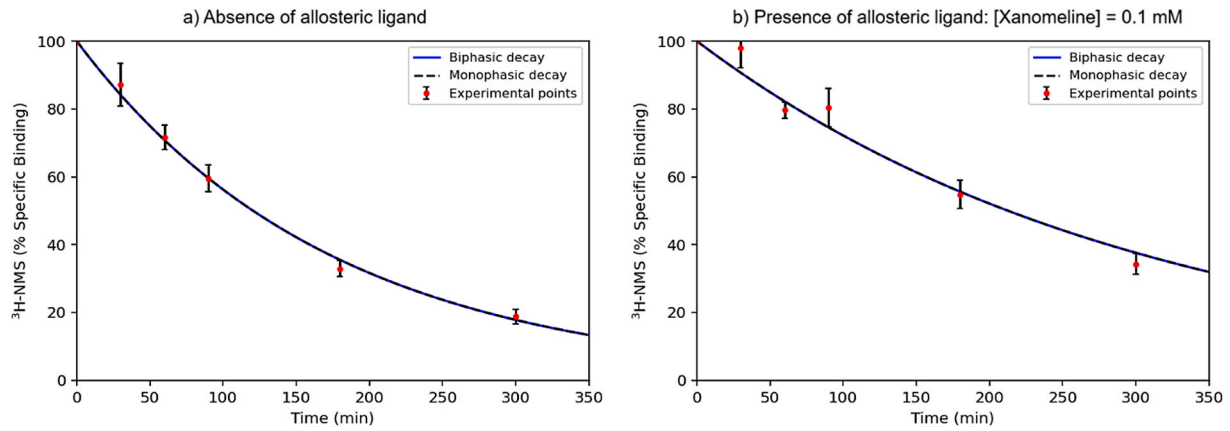 a) Absence of allosteric ligand
100
80
60
40
20
0
³H-NMS (% Specific Binding)
0 50 100 150 200 250 300 350
Time (min)
Biphasic decay
Monophasic decay
Experimental points
b) Presence of allosteric ligand: [Xanomeline] = 0.1 mM
100
80
60
40
20
0
³H-NMS (% Specific Binding)
0 50 100 150 200 250 300 350
Time (min)
Biphasic decay
Monophasic decay
Experimental points